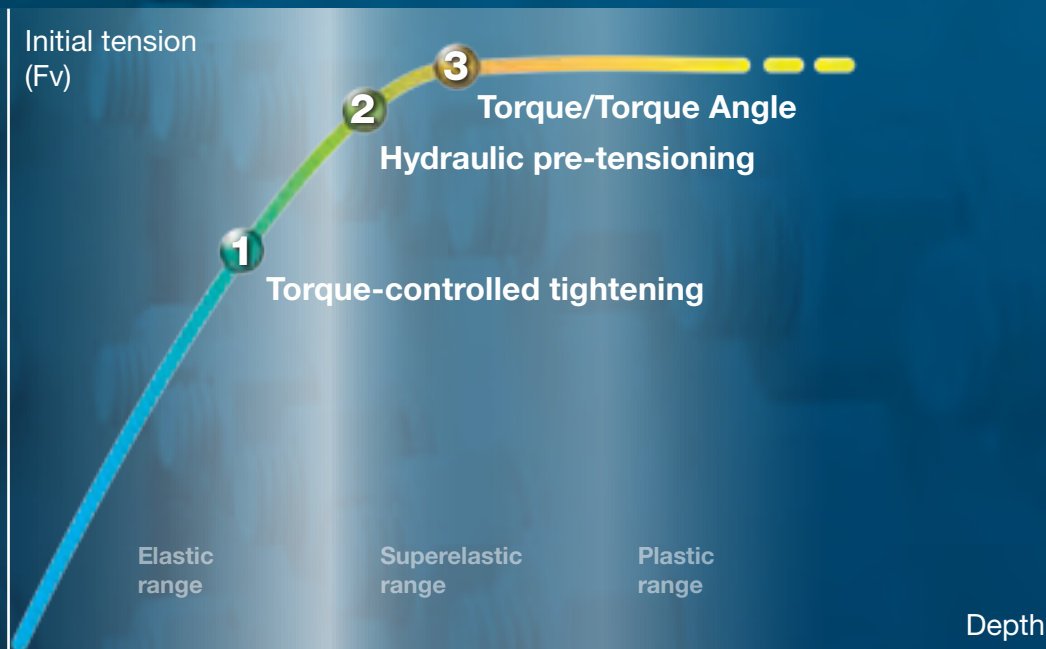 Initial tension
(Fv)
3
Torque/Torque Angle
2
Hydraulic pre-tensioning
1
Torque-controlled tightening
Elastic
range
Superelastic
range
Plastic
range
Depth